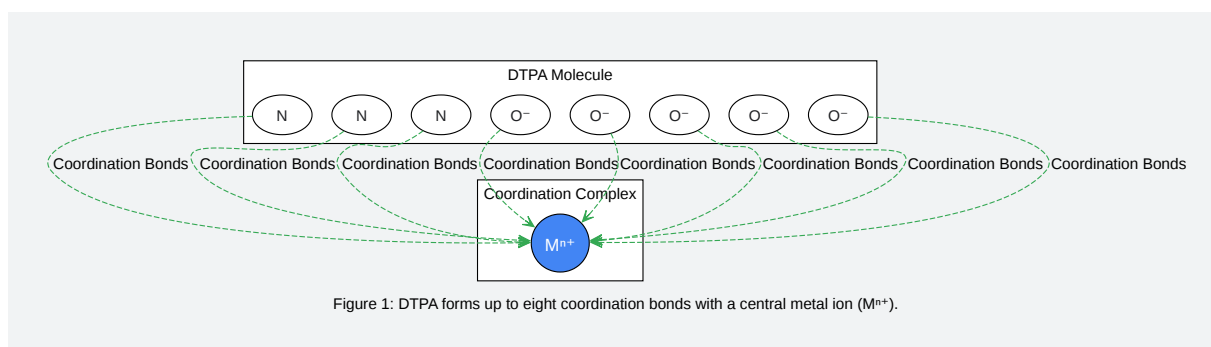 DTPA Molecule
N N N O⁻ O⁻ O⁻ O⁻ O⁻
Coordination Bonds Coordination Bonds Coordination Bonds Coordination Bonds Coordination Bonds Coordination Bonds Coordination Bonds Coordination Bonds
Coordination Complex
Mⁿ⁺
Figure 1: DTPA forms up to eight coordination bonds with a central metal ion (Mⁿ⁺).